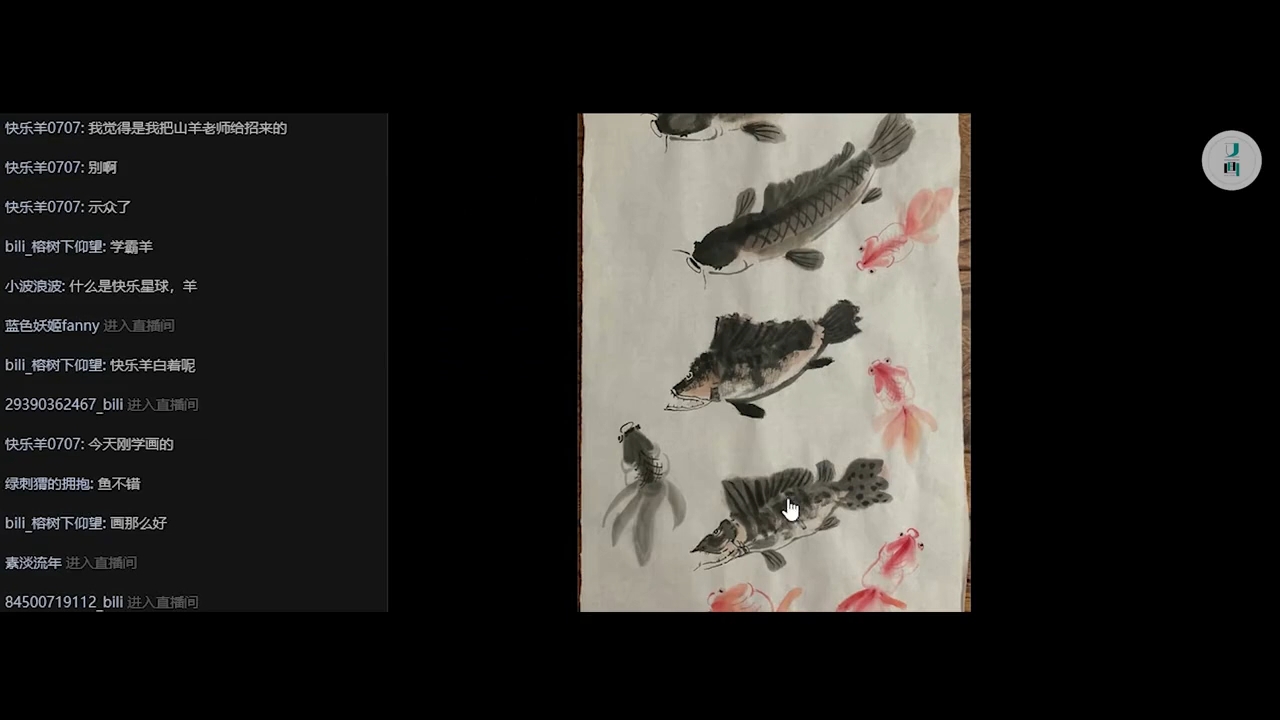 快乐羊0707: 我觉得是我把山羊老师给招来的
快乐羊0707: 别啊
快乐羊0707: 示众了
bili_榕树下仰望: 学霸羊
小波浪波: 什么是快乐星球，羊
蓝色妖姬fanny 进入直播间
bili_榕树下仰望: 快乐羊白着呢
29390362467_bili 进入直播间
快乐羊0707: 今天刚学画的
绿刺猬的拥抱: 鱼不错
bili_榕树下仰望: 画那么好
素淡流年 进入直播间
84500719112_bili 进入直播间